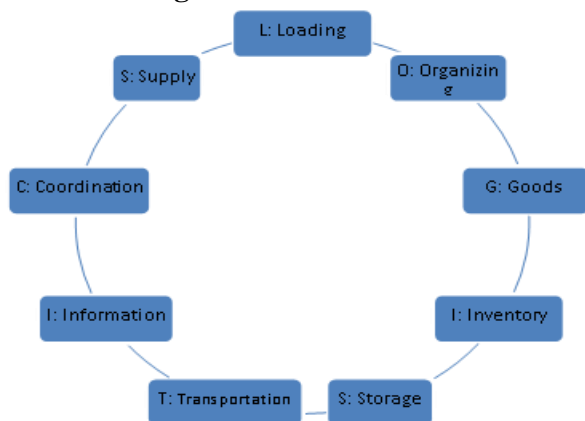 L: Loading
O: Organizin
g
G: Goods
I: Inventory
S: Storage
T: Transportation
I: Information
C: Coordination
S: Supply